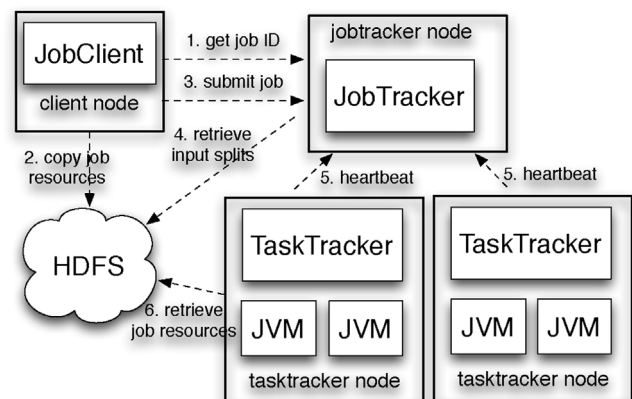 JobClient
client node
1. get job ID
3. submit job
jobtracker node
JobTracker
2. copy job
resources
4. retrieve
input splits
5. heartbeat
5. heartbeat
HDFS
6. retrieve
job resources
TaskTracker
JVM
JVM
tasktracker node
TaskTracker
JVM
JVM
tasktracker node